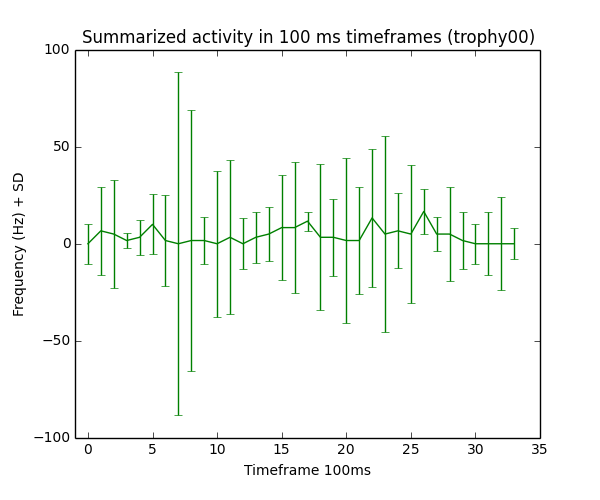 Summarized activity in 100 ms timeframes (trophy00)
100
50
0
−50
−100
Frequency (Hz) + SD
0 5 10 15 20 25 30 35
Timeframe 100ms